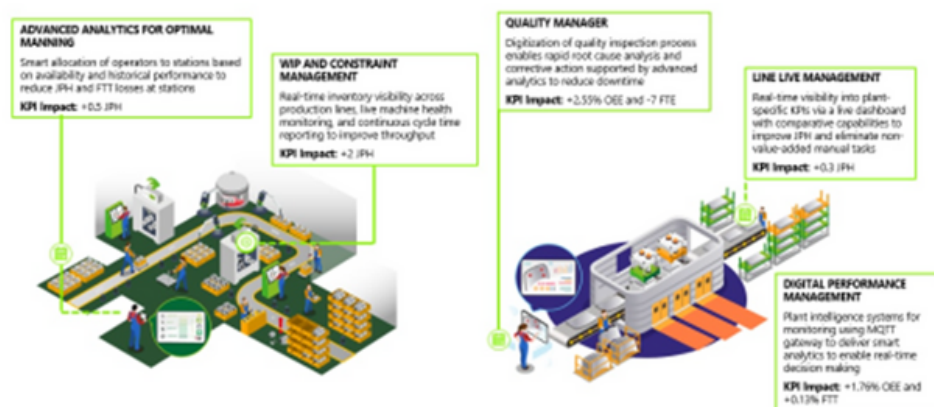 ADVANCED ANALYTICS FOR OPTIMAL
MANNING
Smart allocation of operators to stations based
on availability and historical performance to
reduce JPH and FTT losses at stations
KPI Impact: +0.5 JPH
WIP AND CONSTRAINT
MANAGEMENT
Real-time inventory visibility across
production lines, live machine health
monitoring, and continuous cycle time
reporting to improve throughput
KPI Impact: +2 JPH
QUALITY MANAGER
Digitization of quality inspection process
enables rapid root cause analysis and
corrective action supported by advanced
analytics to reduce downtime
KPI Impact: +2.55% OEE and -7 FTE
LINE LIVE MANAGEMENT
Real-time visibility into plant-
specific KPIs via a live dashboard
with comparative capabilities to
improve JPH and eliminate non-
value-added manual tasks
KPI Impact: +0.3 JPH
DIGITAL PERFORMANCE
MANAGEMENT
Plant intelligence systems for
monitoring using MQTT
gateway to deliver smart
analytics to enable real-time
decision making
KPI Impact: +1.76% OEE and
+0.13% FTT